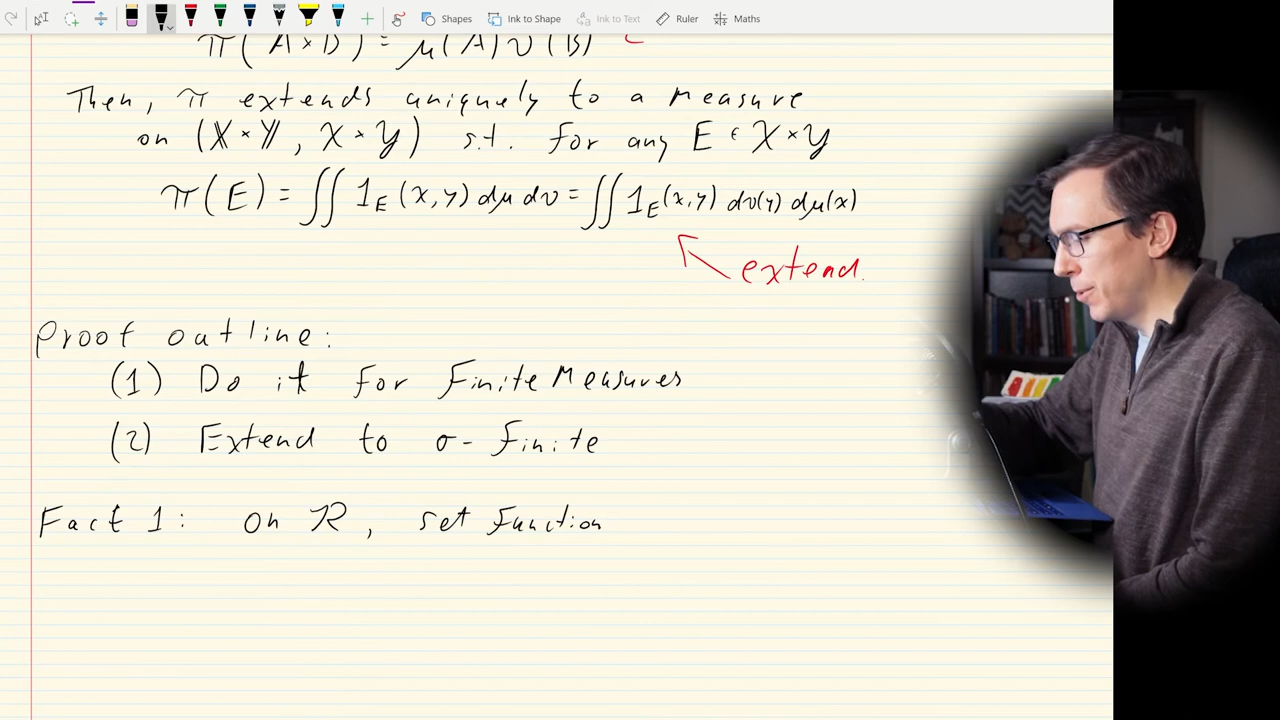 Shapes Ink to Shape Ink to Text Ruler Maths
π(A×B) = μ(A)ν(B)
Then, π extends uniquely to a measure
on (𝕏×𝕐, 𝒳×𝒴) s.t. for any E ∈ 𝒳×𝒴
π(E) = ∬ 1_E(x,y) dμ dν = ∬ 1_E(x,y) dν(y) dμ(x)
extend.
Proof outline:
(1) Do it for Finite Measures
(2) Extend to σ-Finite
Fact 1: on ℛ, set Function